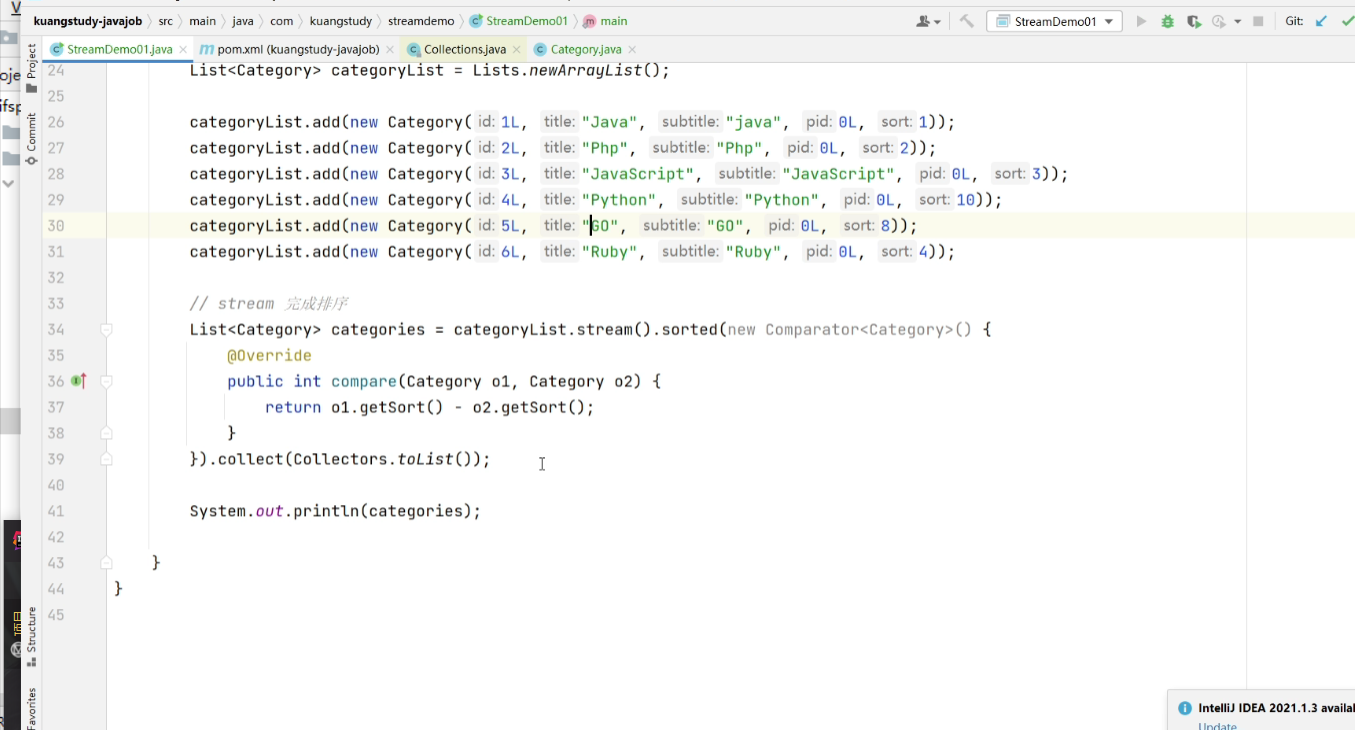 kuangstudy-javajob src main java com kuangstudy streamdemo StreamDemo01 main StreamDemo01 Git:
StreamDemo01.java pom.xml (kuangstudy-javajob) Collections.java Category.java
Project
Commit
Structure
Favorites
24 List<Category> categoryList = Lists.newArrayList();
25
26 categoryList.add(new Category( id: 1L, title: "Java", subtitle: "java", pid: 0L, sort: 1));
27 categoryList.add(new Category( id: 2L, title: "Php", subtitle: "Php", pid: 0L, sort: 2));
28 categoryList.add(new Category( id: 3L, title: "JavaScript", subtitle: "JavaScript", pid: 0L, sort: 3));
29 categoryList.add(new Category( id: 4L, title: "Python", subtitle: "Python", pid: 0L, sort: 10));
30 categoryList.add(new Category( id: 5L, title: "GO", subtitle: "GO", pid: 0L, sort: 8));
31 categoryList.add(new Category( id: 6L, title: "Ruby", subtitle: "Ruby", pid: 0L, sort: 4));
32
33 // stream 完成排序
34 List<Category> categories = categoryList.stream().sorted(new Comparator<Category>() {
35 @Override
36 public int compare(Category o1, Category o2) {
37 return o1.getSort() - o2.getSort();
38 }
39 }).collect(Collectors.toList());
40
41 System.out.println(categories);
42
43 }
44 }
45
IntelliJ IDEA 2021.1.3 availal
Update